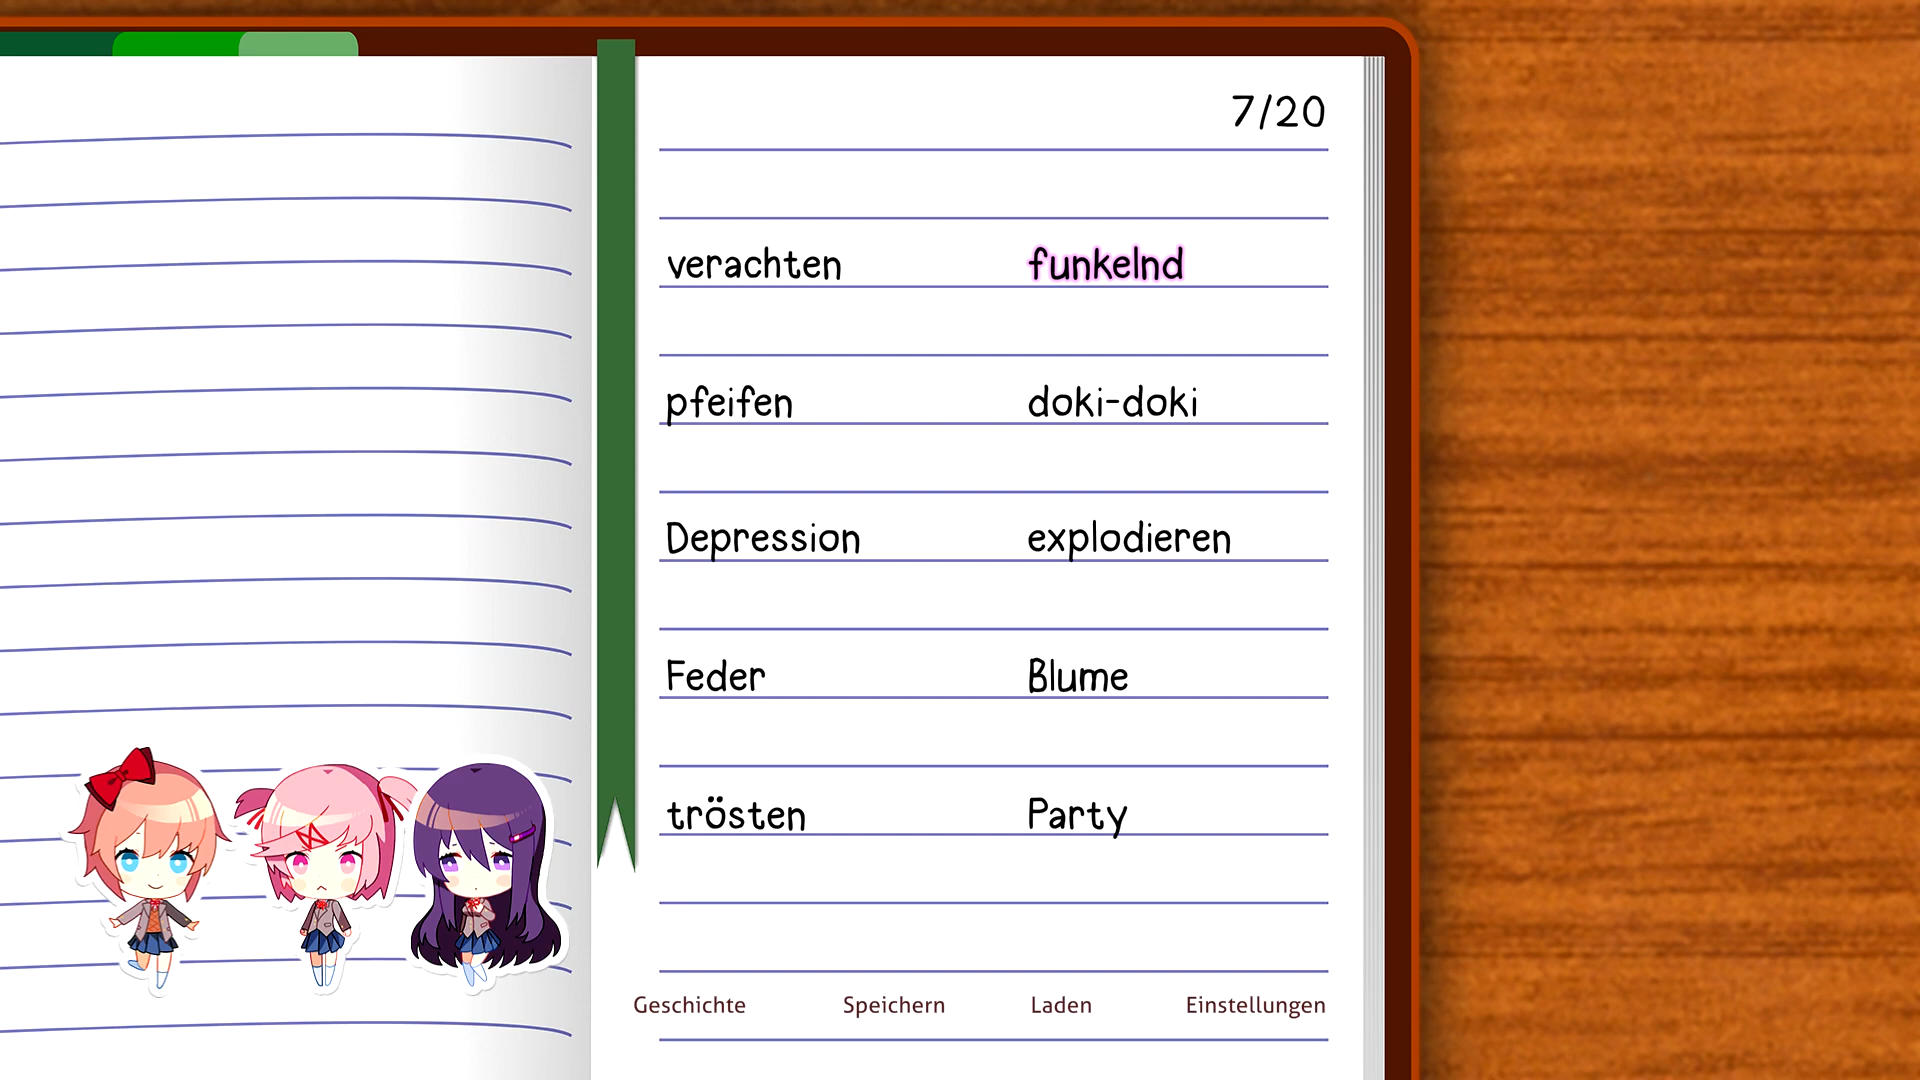 7/20
verachten funkelnd
pfeifen doki-doki
Depression explodieren
Feder Blume
trösten Party
Geschichte Speichern Laden Einstellungen